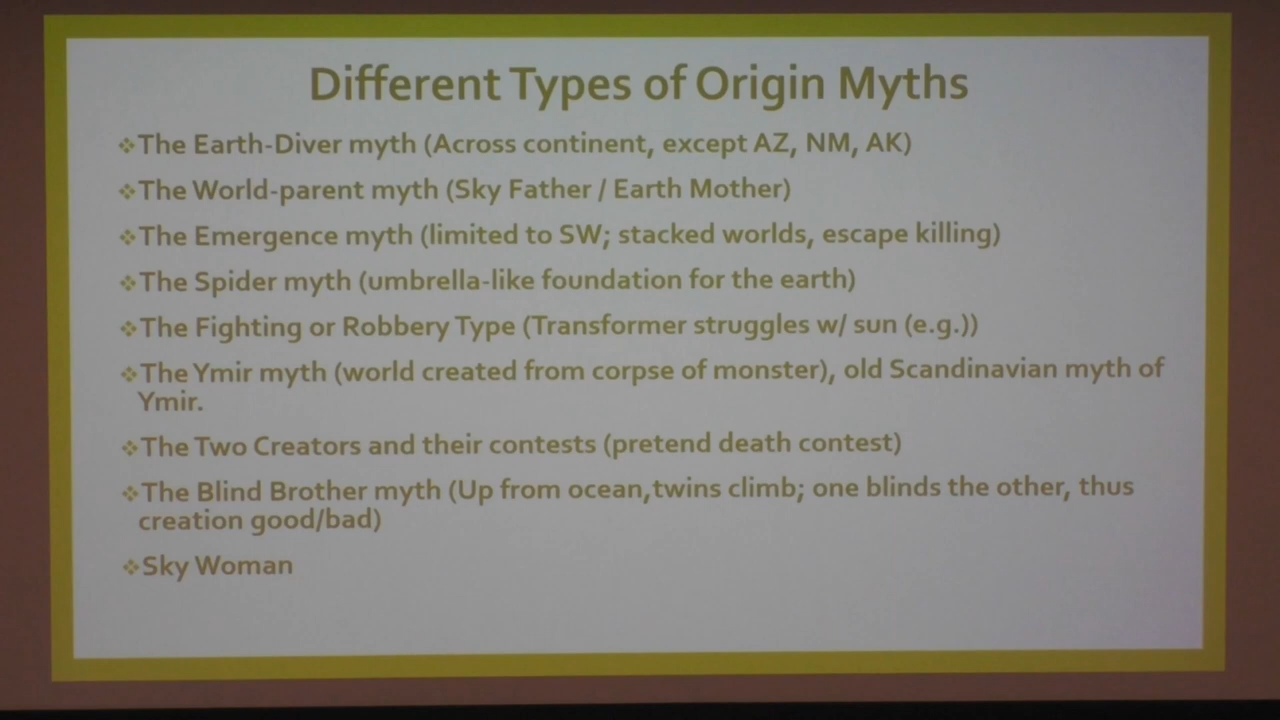 Different Types of Origin Myths
❖The Earth-Diver myth (Across continent, except AZ, NM, AK)
❖The World-parent myth (Sky Father / Earth Mother)
❖The Emergence myth (limited to SW; stacked worlds, escape killing)
❖The Spider myth (umbrella-like foundation for the earth)
❖The Fighting or Robbery Type (Transformer struggles w/ sun (e.g.))
❖The Ymir myth (world created from corpse of monster), old Scandinavian myth of
Ymir.
❖The Two Creators and their contests (pretend death contest)
❖The Blind Brother myth (Up from ocean,twins climb; one blinds the other, thus
creation good/bad)
❖Sky Woman